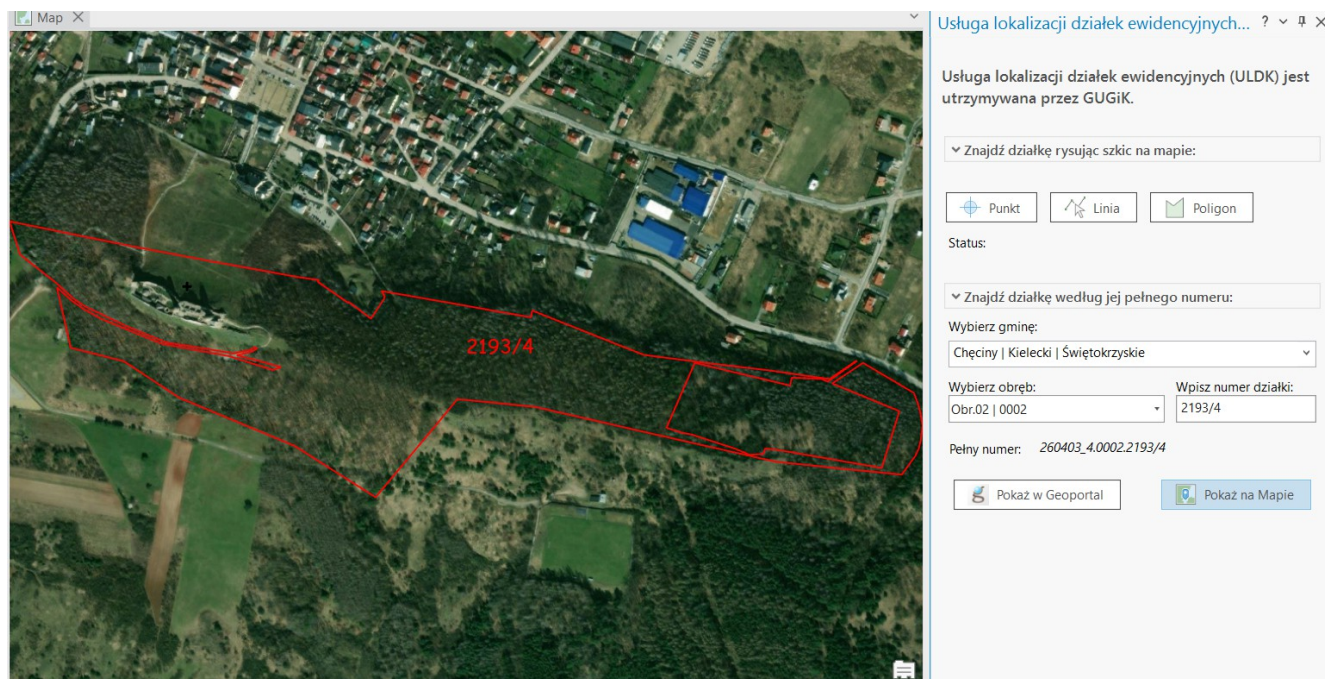 Map
2193/4
Usługa lokalizacji działek ewidencyjnych...
Usługa lokalizacji działek ewidencyjnych (ULDK) jest
utrzymywana przez GUGiK.
Znajdź działkę rysując szkic na mapie:
Punkt
Linia
Poligon
Status:
Znajdź działkę według jej pełnego numeru:
Wybierz gminę:
Chęciny | Kielecki | Świętokrzyskie
Wybierz obręb:
Wpisz numer działki:
Obr.02 | 0002
2193/4
Pełny numer: 260403_4.0002.2193/4
Pokaż w Geoportal
Pokaż na Mapie